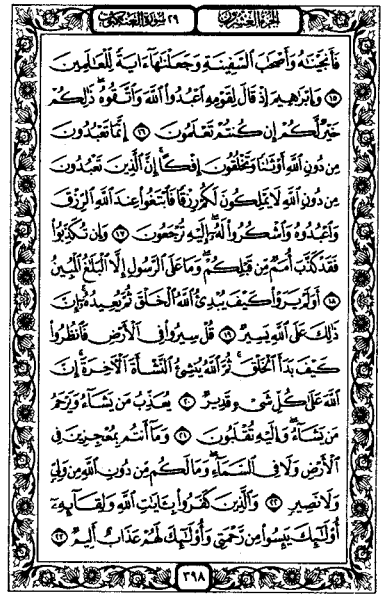 الجزء العشرون ٢٩ سورة العنكبوت
فَأَنجَيْنَٰهُ وَأَصْحَٰبَ ٱلسَّفِينَةِ وَجَعَلْنَٰهَآ ءَايَةً لِّلْعَٰلَمِينَ
١٥ وَإِبْرَٰهِيمَ إِذْ قَالَ لِقَوْمِهِ ٱعْبُدُوا۟ ٱللَّهَ وَٱتَّقُوهُ ۖ ذَٰلِكُمْ
خَيْرٌ لَّكُمْ إِن كُنتُمْ تَعْلَمُونَ ١٦ إِنَّمَا تَعْبُدُونَ
مِن دُونِ ٱللَّهِ أَوْثَٰنًا وَتَخْلُقُونَ إِفْكًا ۚ إِنَّ ٱلَّذِينَ تَعْبُدُونَ
مِن دُونِ ٱللَّهِ لَا يَمْلِكُونَ لَكُمْ رِزْقًا فَٱبْتَغُوا۟ عِندَ ٱللَّهِ ٱلرِّزْقَ
وَٱعْبُدُوهُ وَٱشْكُرُوا۟ لَهُۥٓ ۖ إِلَيْهِ تُرْجَعُونَ ١٧ وَإِن تُكَذِّبُوا۟
فَقَدْ كَذَّبَ أُمَمٌ مِّن قَبْلِكُمْ ۖ وَمَا عَلَى ٱلرَّسُولِ إِلَّا ٱلْبَلَٰغُ ٱلْمُبِينُ
١٨ أَوَلَمْ يَرَوْا۟ كَيْفَ يُبْدِئُ ٱللَّهُ ٱلْخَلْقَ ثُمَّ يُعِيدُهُۥٓ ۚ إِنَّ
ذَٰلِكَ عَلَى ٱللَّهِ يَسِيرٌ ١٩ قُلْ سِيرُوا۟ فِى ٱلْأَرْضِ فَٱنظُرُوا۟
كَيْفَ بَدَأَ ٱلْخَلْقَ ۚ ثُمَّ ٱللَّهُ يُنشِئُ ٱلنَّشْأَةَ ٱلْءَاخِرَةَ ۚ إِنَّ
ٱللَّهَ عَلَىٰ كُلِّ شَىْءٍ قَدِيرٌ ٢٠ يُعَذِّبُ مَن يَشَآءُ وَيَرْحَمُ
مَن يَشَآءُ ۖ وَإِلَيْهِ تُقْلَبُونَ ٢١ وَمَآ أَنتُم بِمُعْجِزِينَ فِى
ٱلْأَرْضِ وَلَا فِى ٱلسَّمَآءِ ۖ وَمَا لَكُم مِّن دُونِ ٱللَّهِ مِن وَلِىٍّ
وَلَا نَصِيرٍ ٢٢ وَٱلَّذِينَ كَفَرُوا۟ بِـَٔايَٰتِ ٱللَّهِ وَلِقَآئِهِۦٓ
أُو۟لَٰٓئِكَ يَئِسُوا۟ مِن رَّحْمَتِى وَأُو۟لَٰٓئِكَ لَهُمْ عَذَابٌ أَلِيمٌ ٢٣
٣٩٨